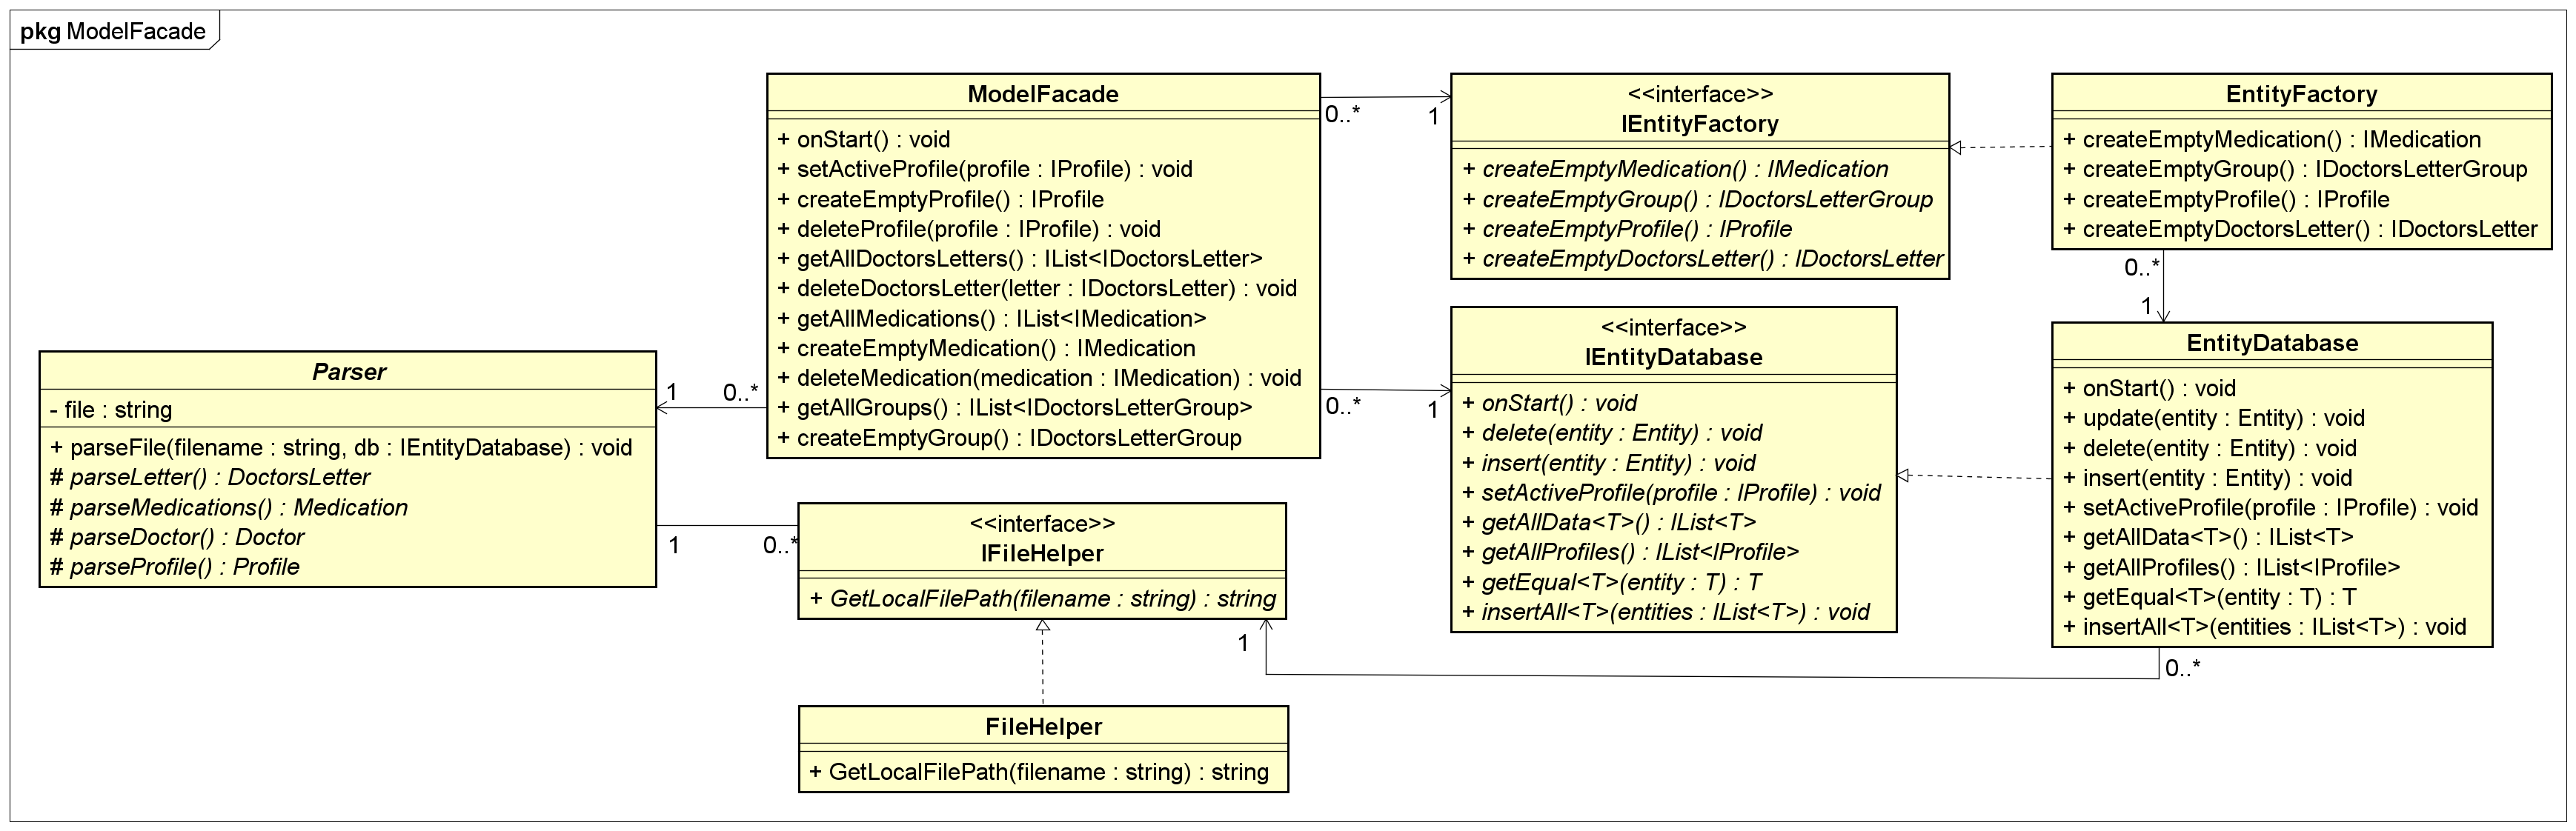 pkg ModelFacade
ModelFacade
+ onStart() : void
+ setActiveProfile(profile : IProfile) : void
+ createEmptyProfile() : IProfile
+ deleteProfile(profile : IProfile) : void
+ getAllDoctorsLetters() : IList<IDoctorsLetter>
+ deleteDoctorsLetter(letter : IDoctorsLetter) : void
+ getAllMedications() : IList<IMedication>
+ createEmptyMedication() : IMedication
+ deleteMedication(medication : IMedication) : void
+ getAllGroups() : IList<IDoctorsLetterGroup>
+ createEmptyGroup() : IDoctorsLetterGroup
0..*
1
<<interface>>
IEntityFactory
+ createEmptyMedication() : IMedication
+ createEmptyGroup() : IDoctorsLetterGroup
+ createEmptyProfile() : IProfile
+ createEmptyDoctorsLetter() : IDoctorsLetter
EntityFactory
+ createEmptyMedication() : IMedication
+ createEmptyGroup() : IDoctorsLetterGroup
+ createEmptyProfile() : IProfile
+ createEmptyDoctorsLetter() : IDoctorsLetter
0..*
1
Parser
- file : string
+ parseFile(filename : string, db : IEntityDatabase) : void
# parseLetter() : DoctorsLetter
# parseMedications() : Medication
# parseDoctor() : Doctor
# parseProfile() : Profile
1
0..*
0..*
1
<<interface>>
IEntityDatabase
+ onStart() : void
+ delete(entity : Entity) : void
+ insert(entity : Entity) : void
+ setActiveProfile(profile : IProfile) : void
+ getAllData<T>() : IList<T>
+ getAllProfiles() : IList<IProfile>
+ getEqual<T>(entity : T) : T
+ insertAll<T>(entities : IList<T>) : void
EntityDatabase
+ onStart() : void
+ update(entity : Entity) : void
+ delete(entity : Entity) : void
+ insert(entity : Entity) : void
+ setActiveProfile(profile : IProfile) : void
+ getAllData<T>() : IList<T>
+ getAllProfiles() : IList<IProfile>
+ getEqual<T>(entity : T) : T
+ insertAll<T>(entities : IList<T>) : void
1
0..*
<<interface>>
IFileHelper
+ GetLocalFilePath(filename : string) : string
1
0..*
FileHelper
+ GetLocalFilePath(filename : string) : string